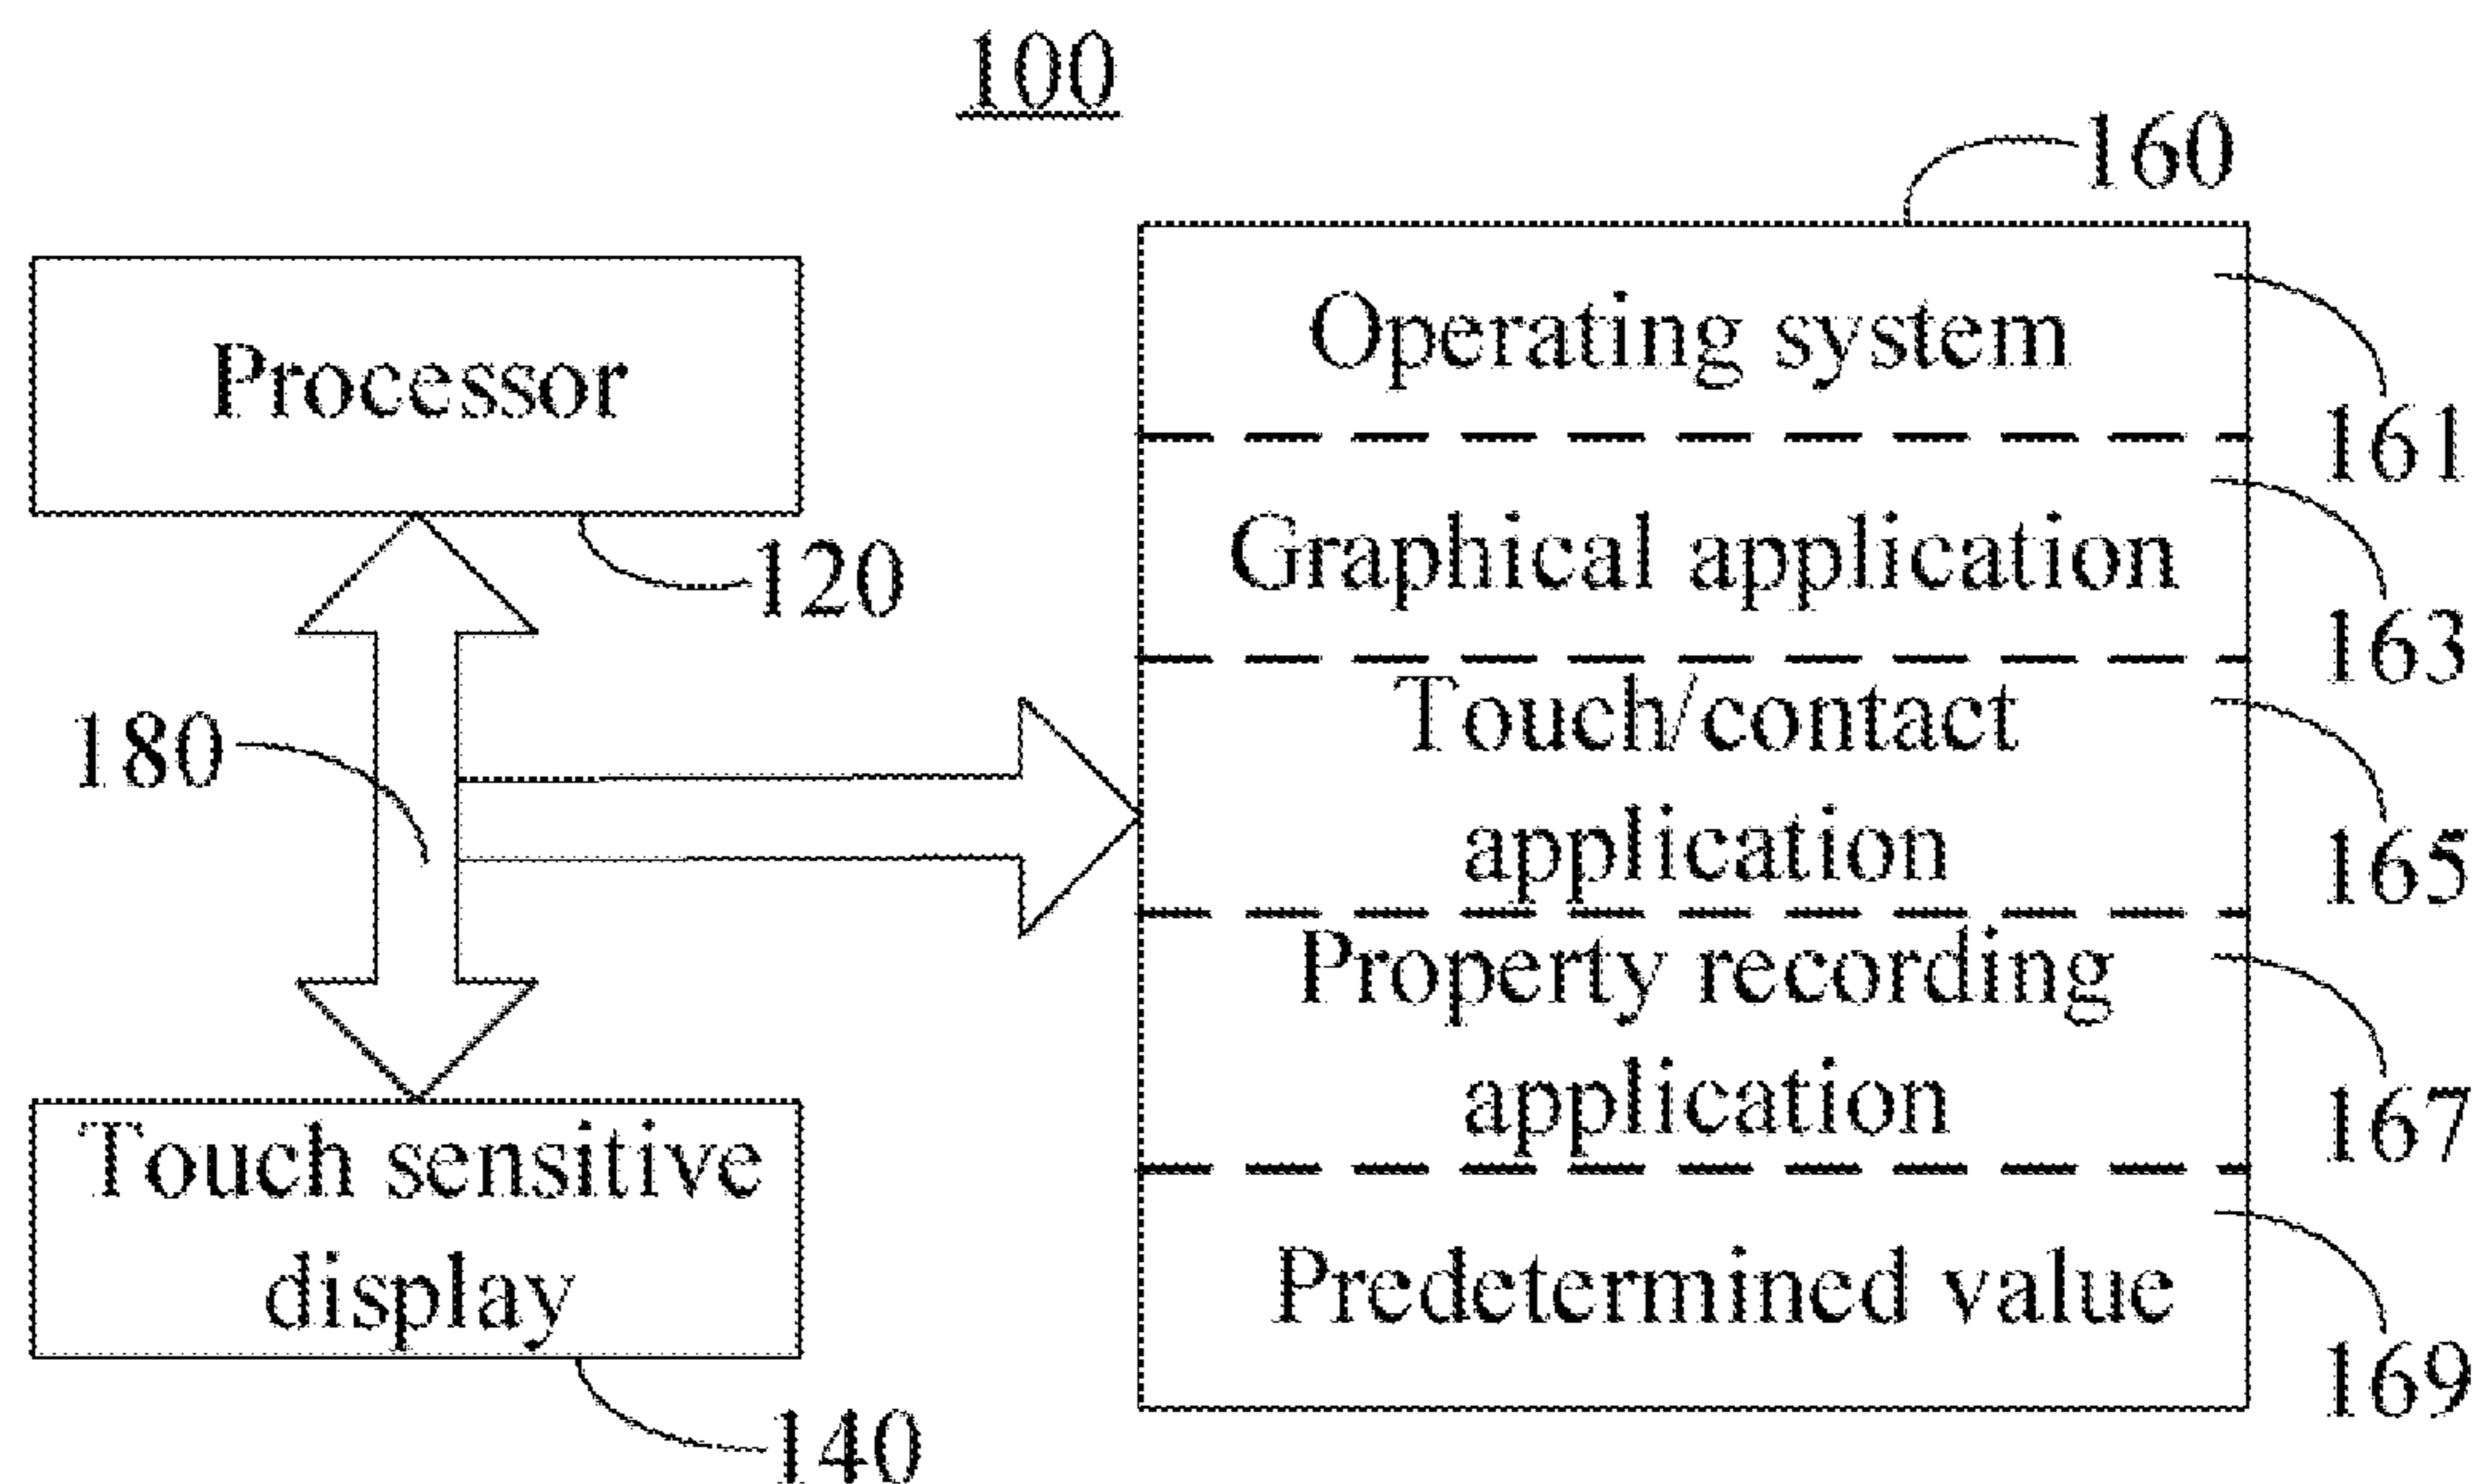 100
160
Operating system
161
Processor
120
Graphical application
163
Touch/contact
application
165
180
Property recording
application
167
Touch sensitive
display
140
Predetermined value
169